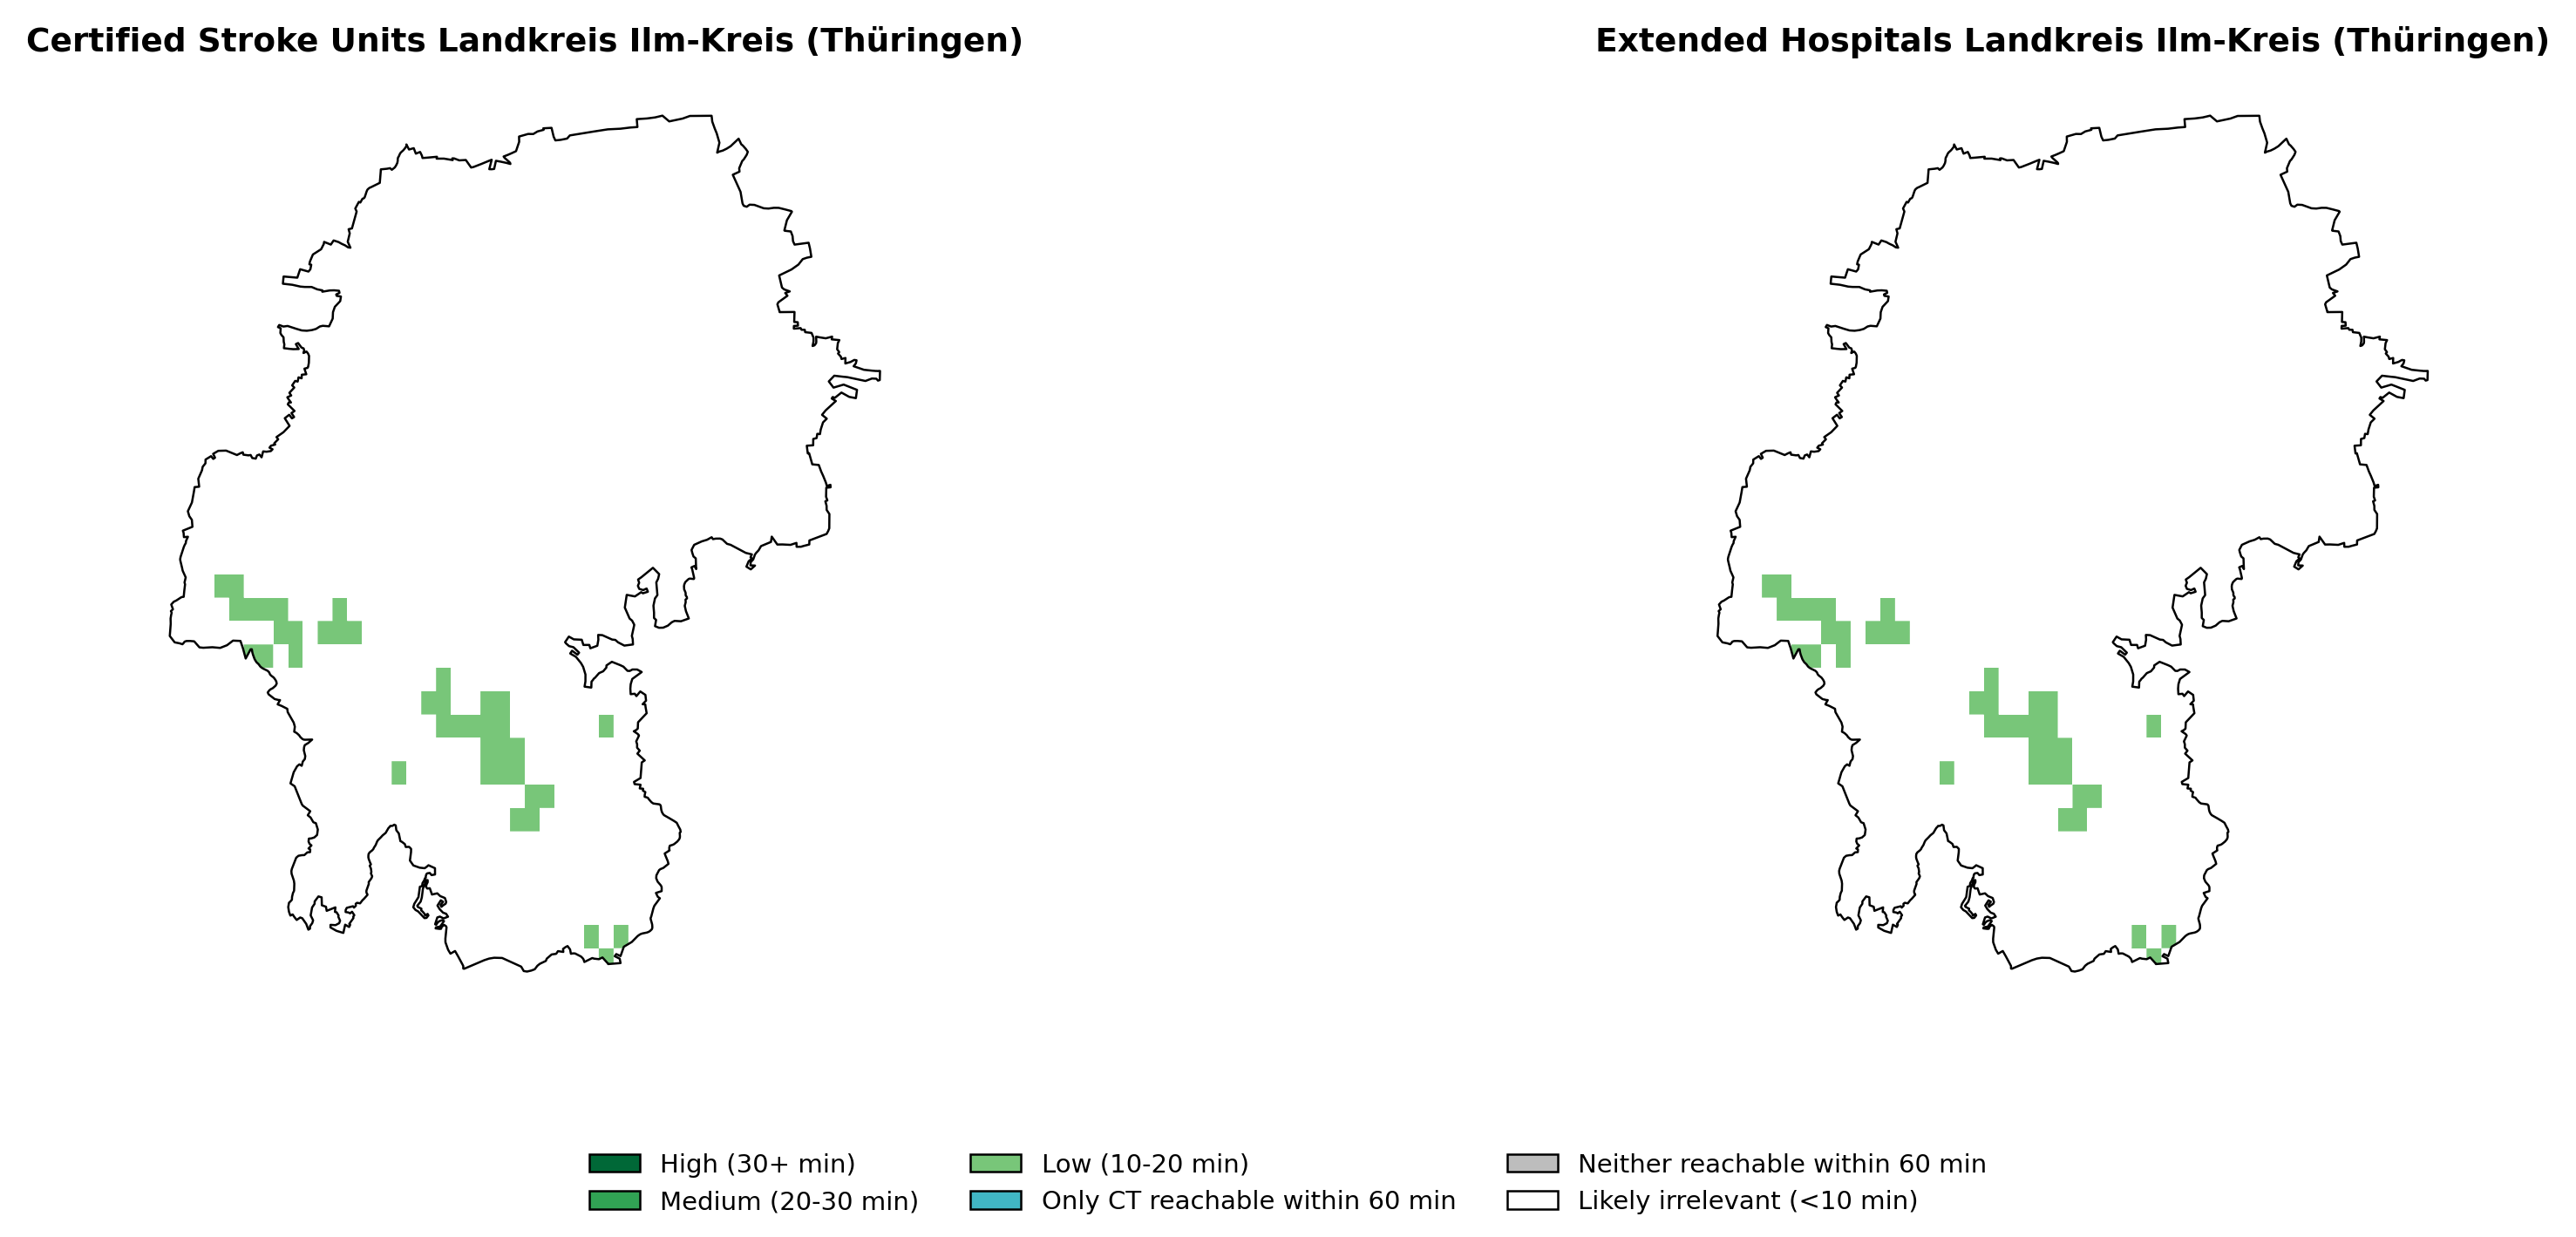 Certified Stroke Units Landkreis Ilm-Kreis (Thüringen)
Extended Hospitals Landkreis Ilm-Kreis (Thüringen)
High (30+ min)
Medium (20-30 min)
Low (10-20 min)
Only CT reachable within 60 min
Neither reachable within 60 min
Likely irrelevant (<10 min)